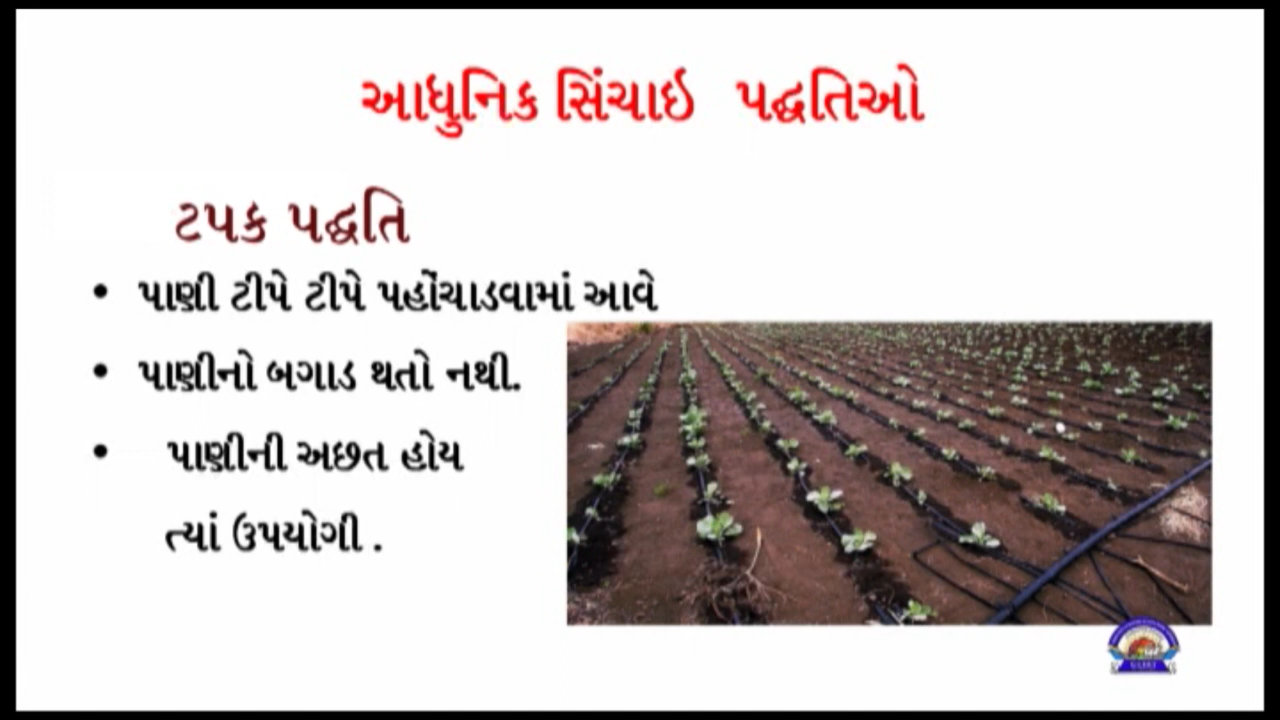 આધુનિક સિંચાઇ પદ્ધતિઓ
ટપક પદ્ધતિ
• પાણી ટીપે ટીપે પહોંચાડવામાં આવે
• પાણીનો બગાડ થતો નથી.
• પાણીની અછત હોય
ત્યાં ઉપયોગી .